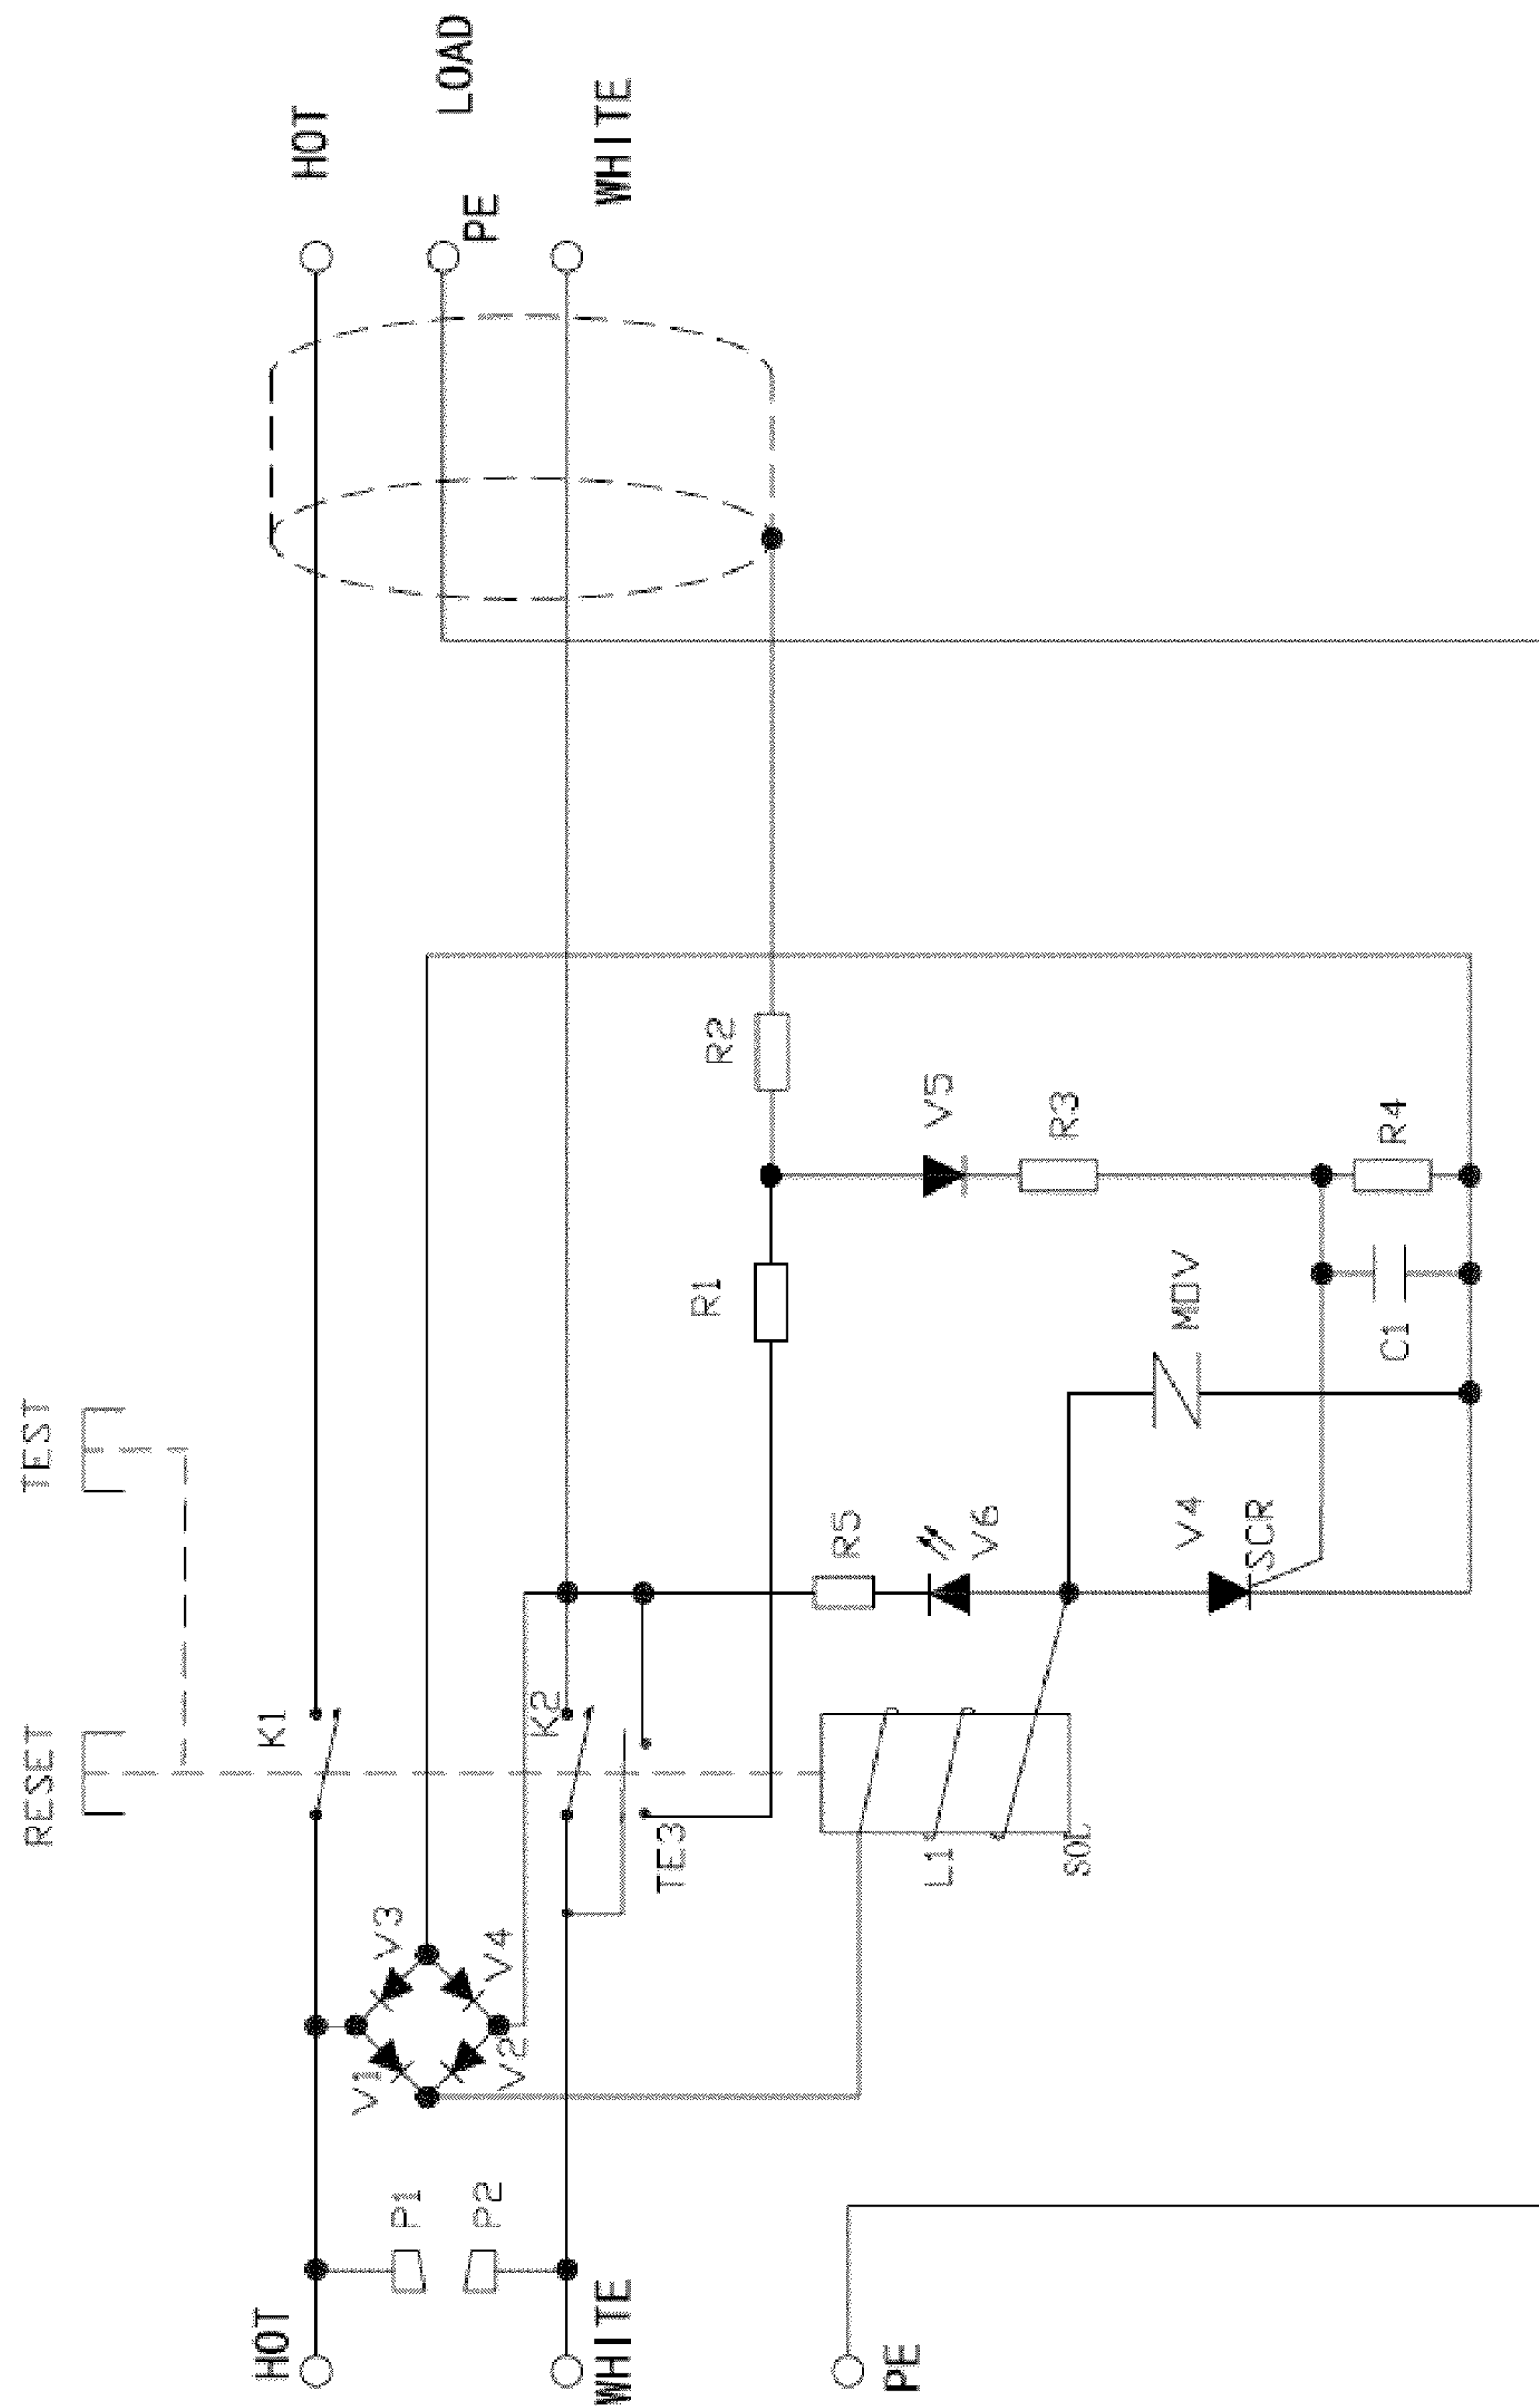 HOT
LOAD
PE
WHITE
TEST
RESET
K1
K2
TE3
R2
R1
V5
R3
R4
MOV
C1
R5
V6
V4
SCR
L1
SOL
V3
V4
V1
V2
P1
P2
HOT
WHITE
PE